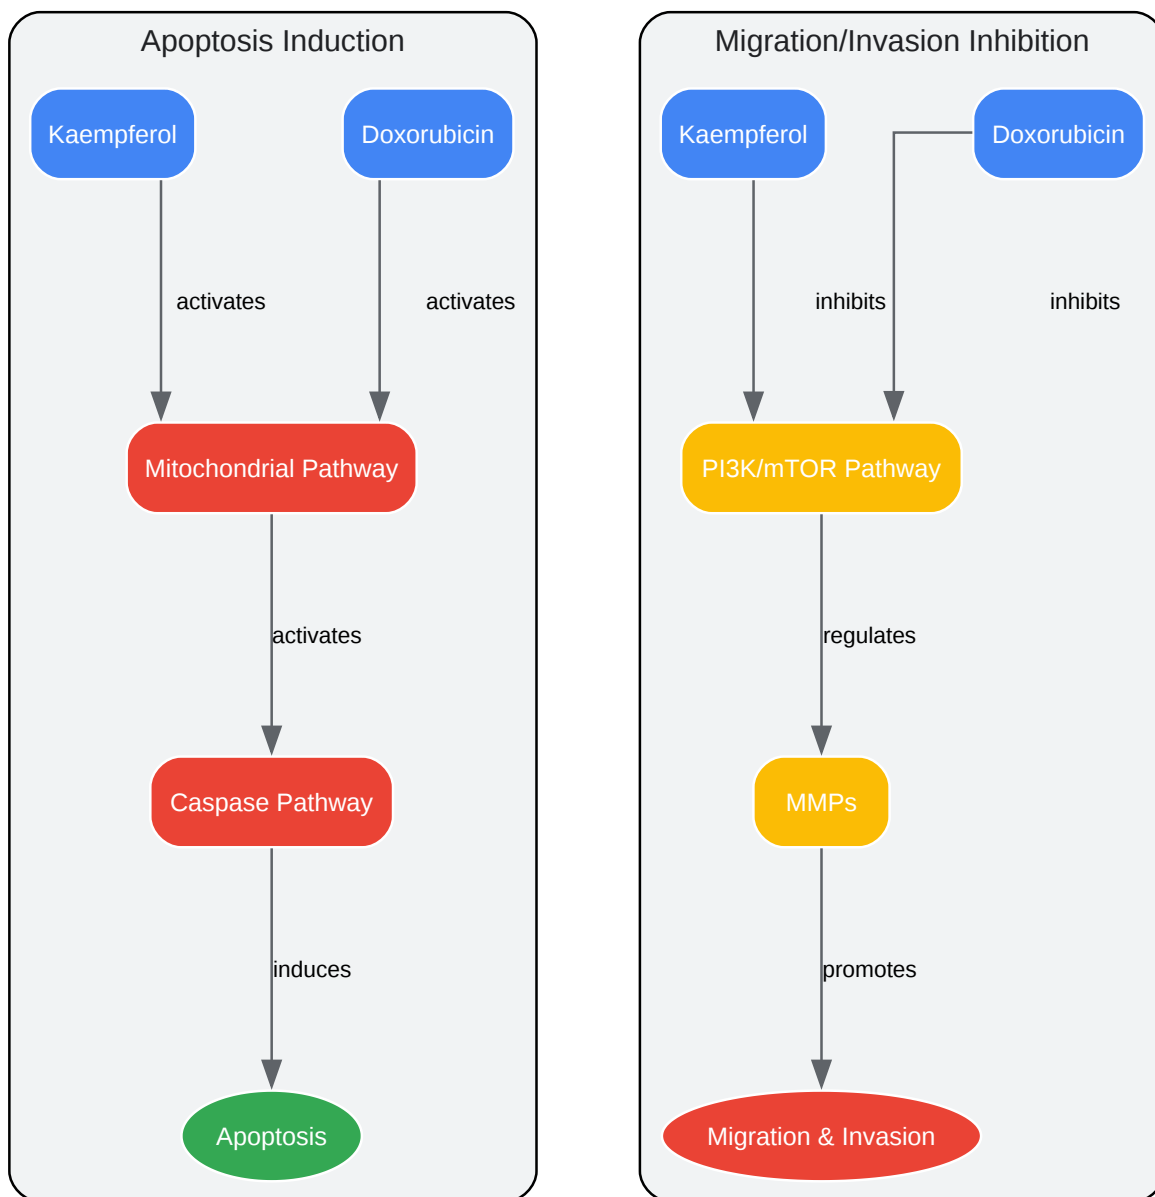 Apoptosis Induction
Kaempferol
Doxorubicin
activates
activates
Mitochondrial Pathway
activates
Caspase Pathway
induces
Apoptosis
Migration/Invasion Inhibition
Kaempferol
Doxorubicin
inhibits
inhibits
PI3K/mTOR Pathway
regulates
MMPs
promotes
Migration & Invasion